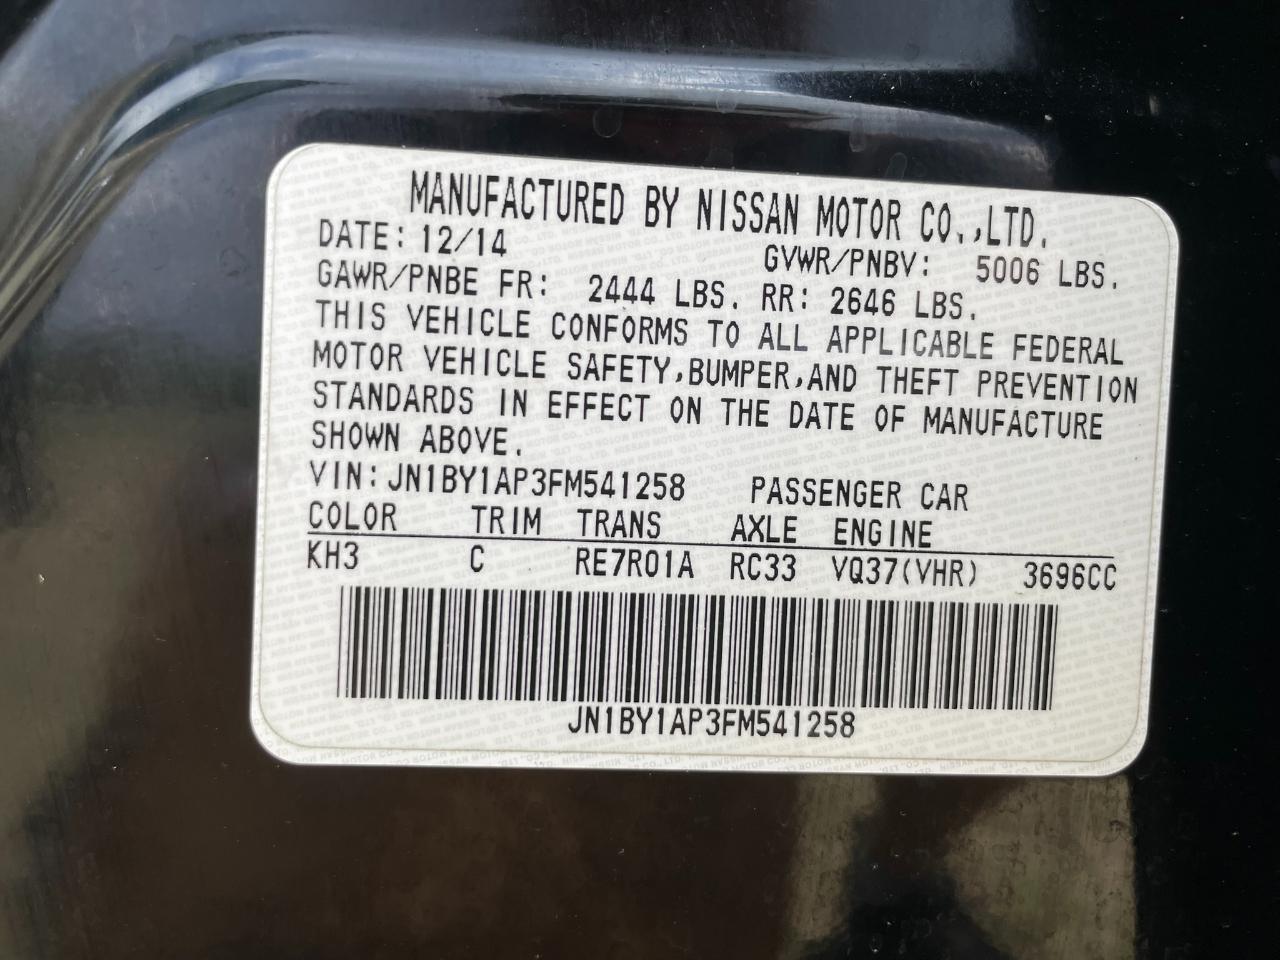 MANUFACTURED BY NISSAN MOTOR CO.,LTD.
DATE: 12/14 GVWR/PNBV: 5006 LBS.
GAWR/PNBE FR: 2444 LBS. RR: 2646 LBS.
THIS VEHICLE CONFORMS TO ALL APPLICABLE FEDERAL
MOTOR VEHICLE SAFETY,BUMPER,AND THEFT PREVENTION
STANDARDS IN EFFECT ON THE DATE OF MANUFACTURE
SHOWN ABOVE.
VIN: JN1BY1AP3FM541258 PASSENGER CAR
COLOR TRIM TRANS AXLE ENGINE
KH3 C RE7R01A RC33 VQ37(VHR) 3696CC
JN1BY1AP3FM541258